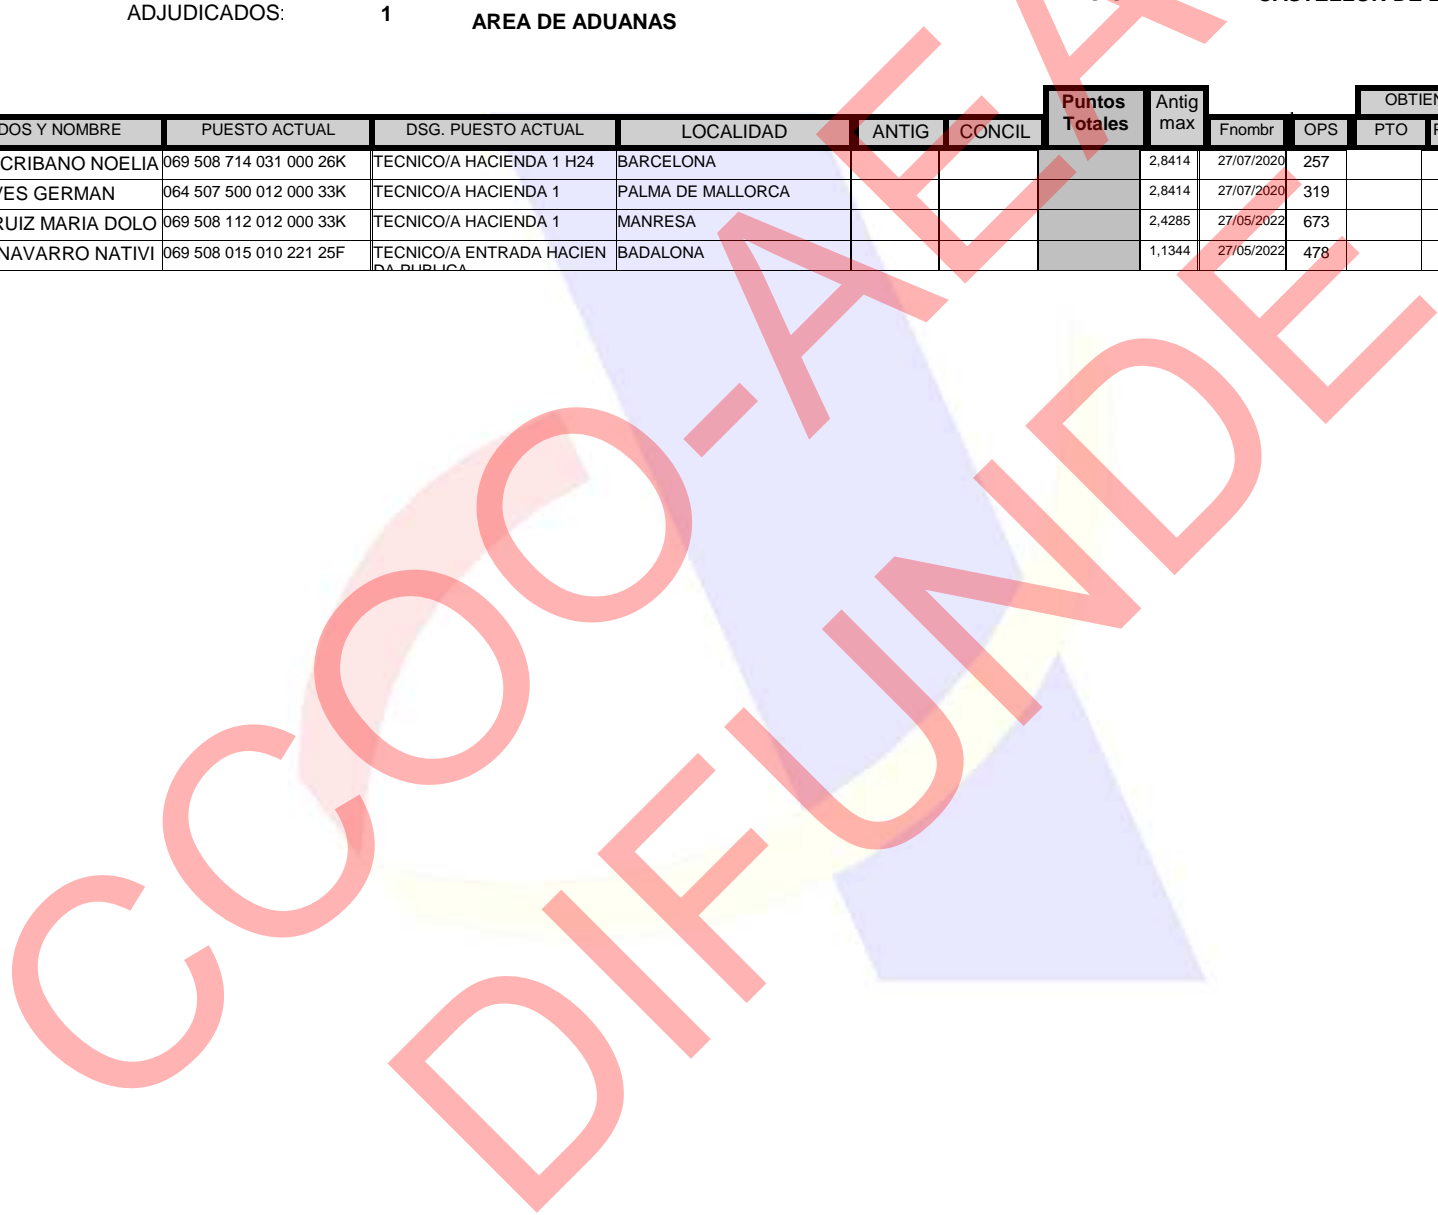 ADJUDICADOS: 1 AREA DE ADUANAS
Puntos Totales Antig max OBTIEN
DOS Y NOMBRE PUESTO ACTUAL DSG. PUESTO ACTUAL LOCALIDAD ANTIG CONCIL Fnombr OPS PTO
CRIBANO NOELIA 069 508 714 031 000 26K TECNICO/A HACIENDA 1 H24 BARCELONA 2,8414 27/07/2020 257
VES GERMAN 064 507 500 012 000 33K TECNICO/A HACIENDA 1 PALMA DE MALLORCA 2,8414 27/07/2020 319
RUIZ MARIA DOLO 069 508 112 012 000 33K TECNICO/A HACIENDA 1 MANRESA 2,4285 27/05/2022 673
NAVARRO NATIVI 069 508 015 010 221 25F TECNICO/A ENTRADA HACIEN BADALONA 1,1344 27/05/2022 478
DA PUBLICA
CCOO-AEA
DIFUNDE